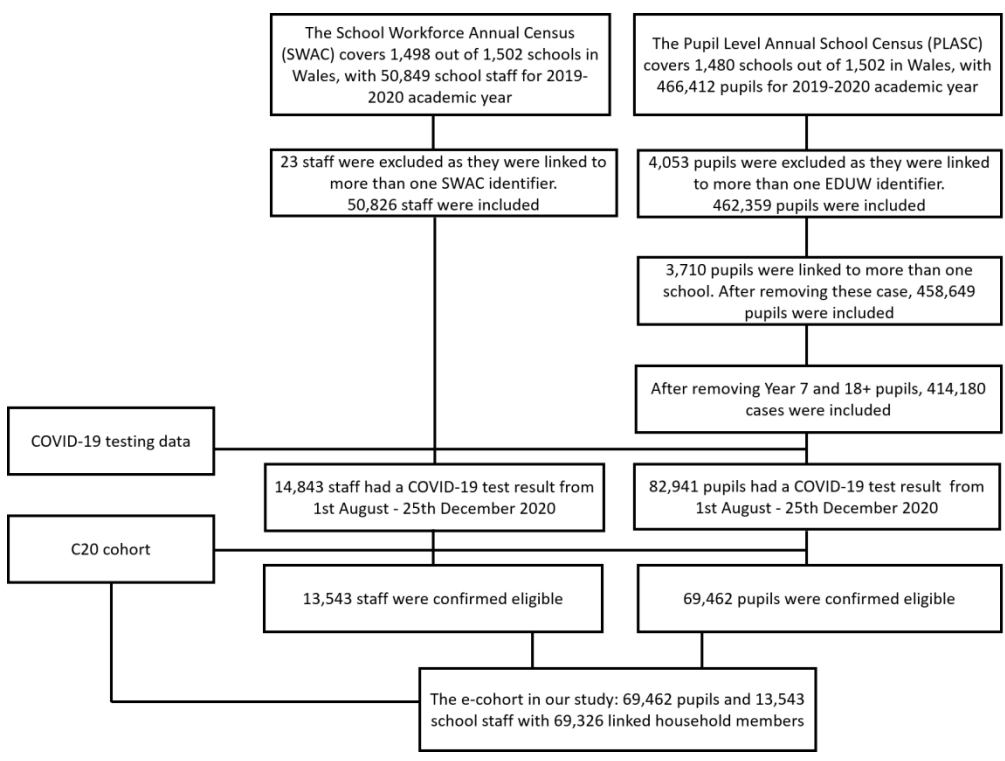 The School Workforce Annual Census
(SWAC) covers 1,498 out of 1,502 schools in
Wales, with 50,849 school staff for 2019-
2020 academic year
The Pupil Level Annual School Census (PLASC)
covers 1,480 schools out of 1,502 in Wales, with
466,412 pupils for 2019-2020 academic year
23 staff were excluded as they were linked to
more than one SWAC identifier.
50,826 staff were included
4,053 pupils were excluded as they were linked
to more than one EDUW identifier.
462,359 pupils were included
3,710 pupils were linked to more than one
school. After removing these case, 458,649
pupils were included
After removing Year 7 and 18+ pupils, 414,180
cases were included
COVID-19 testing data
14,843 staff had a COVID-19 test result from
1st August - 25th December 2020
82,941 pupils had a COVID-19 test result from
1st August - 25th December 2020
C20 cohort
13,543 staff were confirmed eligible
69,462 pupils were confirmed eligible
The e-cohort in our study: 69,462 pupils and 13,543
school staff with 69,326 linked household members